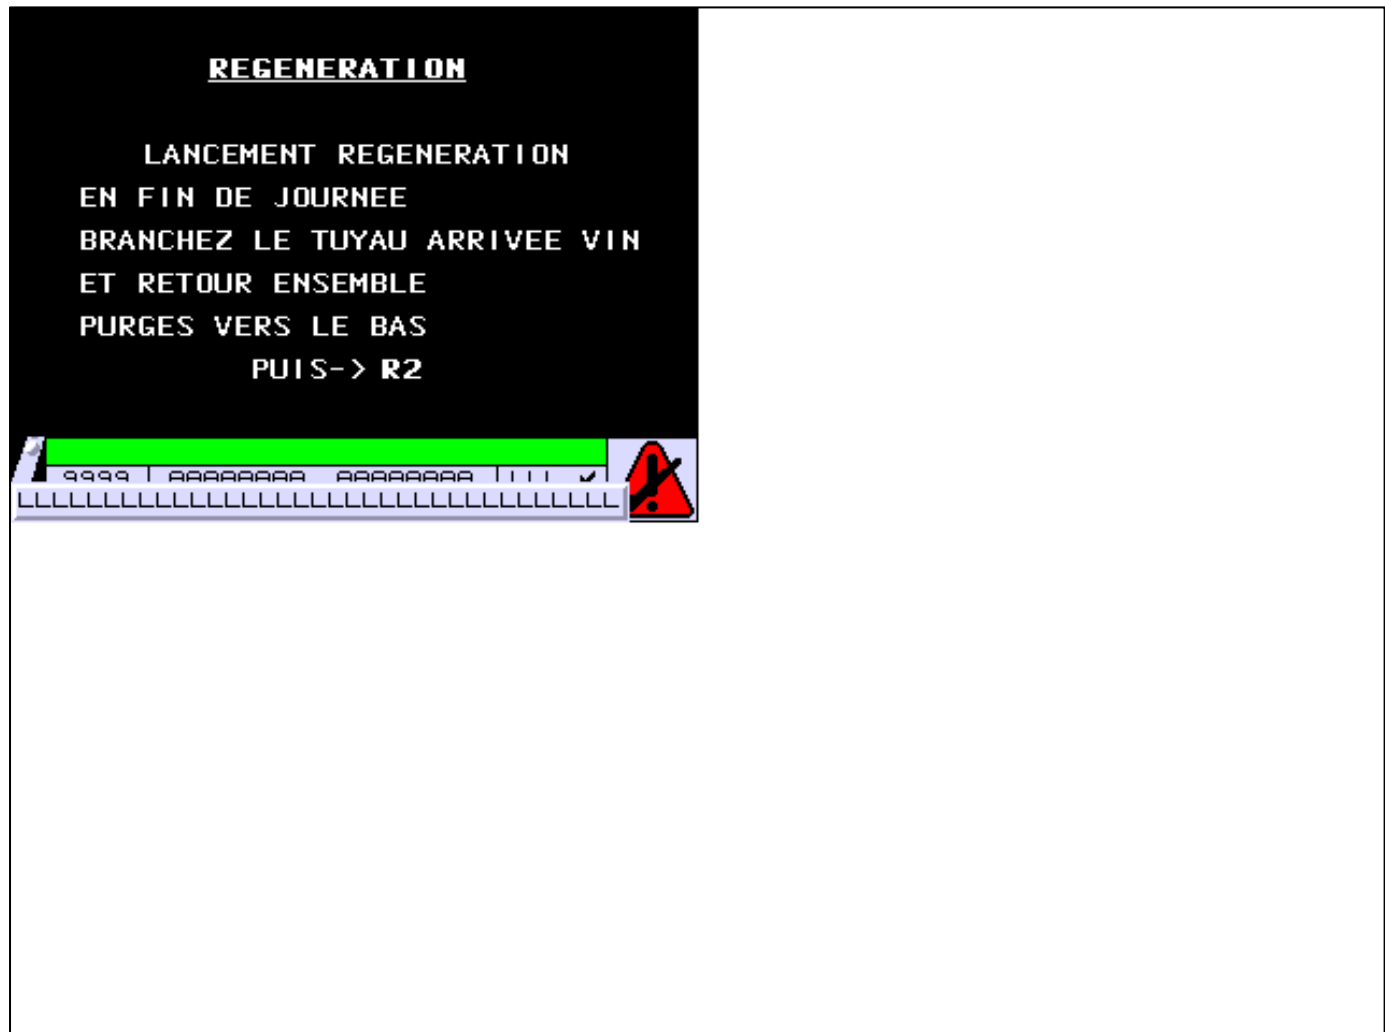 REGENERATION
LANCEMENT REGENERATION
EN FIN DE JOURNEE
BRANCHEZ LE TUYAU ARRIVEE VIN
ET RETOUR ENSEMBLE
PURGES VERS LE BAS
PUIS-> R2
LLLLLLLLLLLLLLLLLLLLLLLLLLLLLLLLLLL